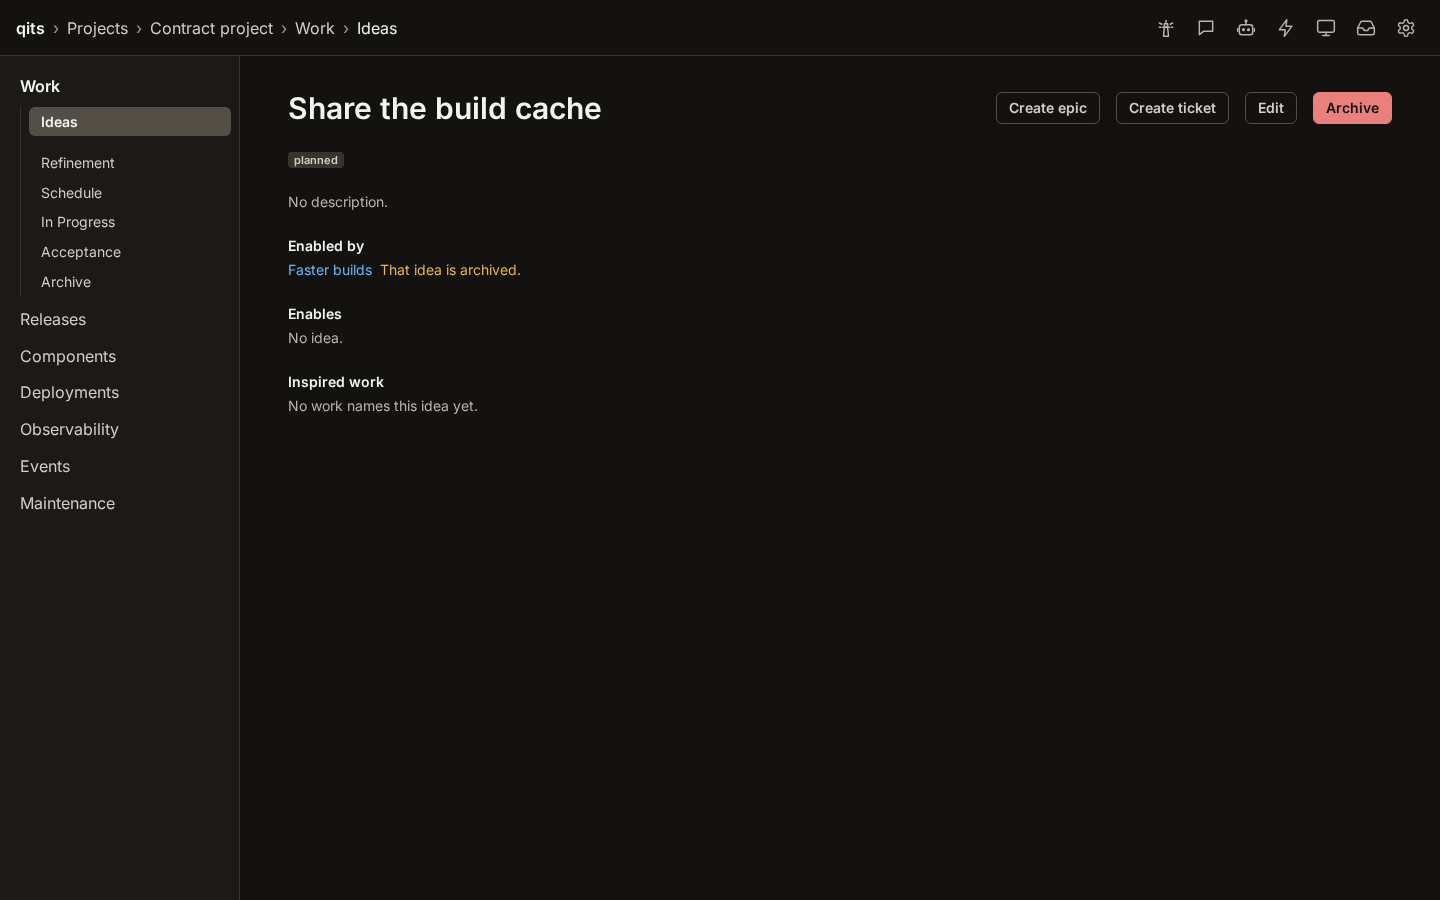 qits › Projects › Contract project › Work › Ideas
Work
Ideas
Refinement
Schedule
In Progress
Acceptance
Archive
Releases
Components
Deployments
Observability
Events
Maintenance
Share the build cache
Create epic
Create ticket
Edit
Archive
planned
No description.
Enabled by
Faster builds That idea is archived.
Enables
No idea.
Inspired work
No work names this idea yet.